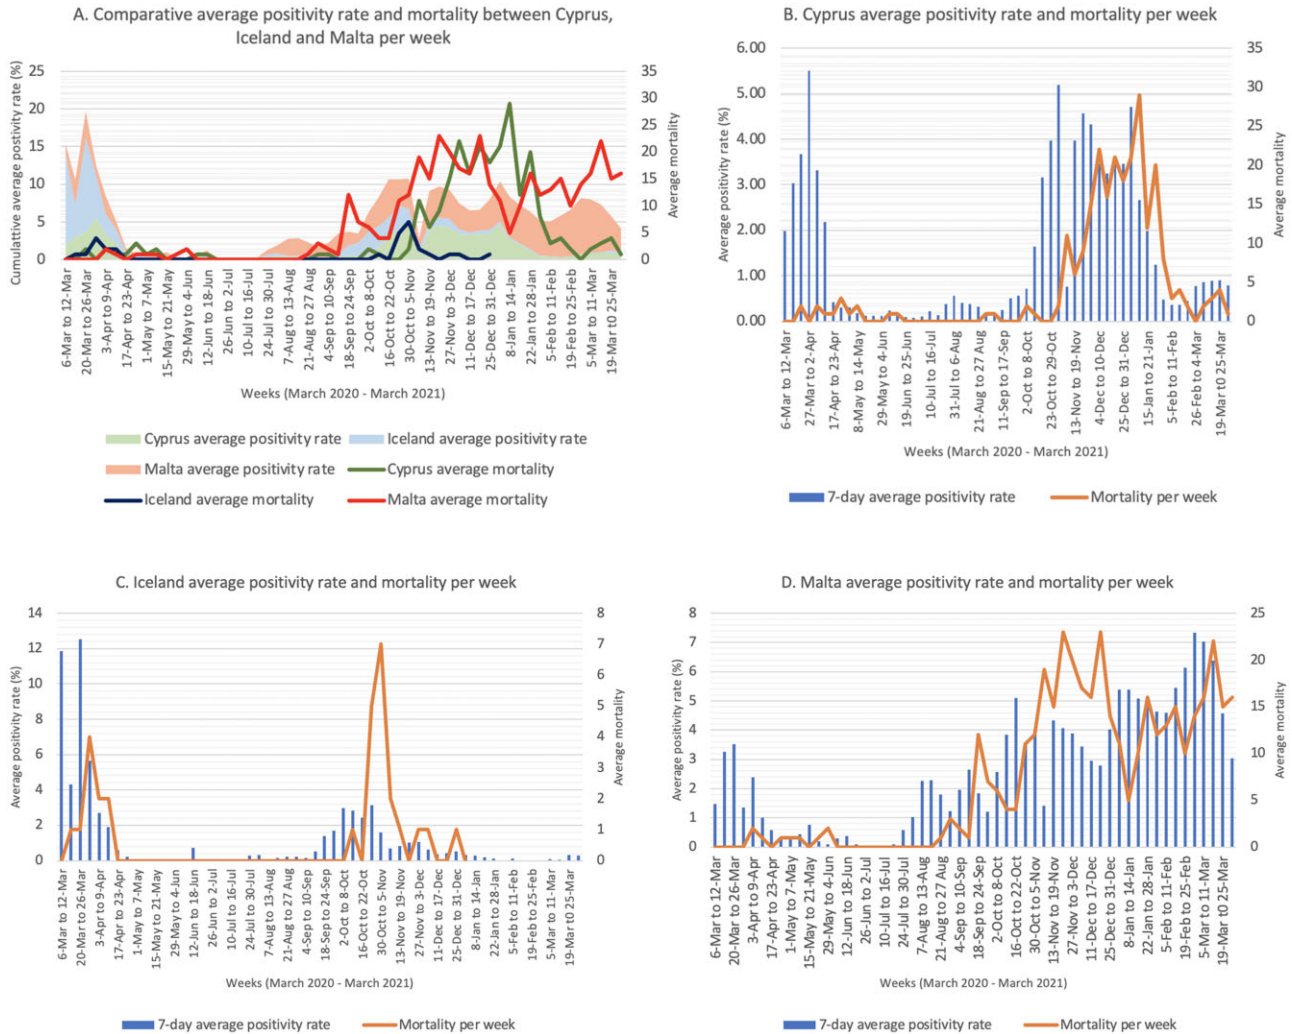 A. Comparative average positivity rate and mortality between Cyprus,
Iceland and Malta per week
Cumulattive average positivity rate (%)
25
20
15
10
5
0
35
30
25
20
15
10
5
0
Average mortality
6-Mar to 12-Mar
20-Mar to 26-Mar
3-Apr to 9-Apr
17-Apr to 23-Apr
1-May to 7-May
15-May to 21-May
29-May to 4-Jun
12-Jun to 18-Jun
26-Jun to 2-Jul
10-Jul to 16-Jul
24-Jul to 30-Jul
7-Aug to 13-Aug
21-Aug to 27 Aug
4-Sep to 10-Sep
18-Sep to 24-Sep
2-Oct to 8-Oct
16-Oct to 22-Oct
30-Oct to 5-Nov
13-Nov to 19-Nov
27-Nov to 3-Dec
11-Dec to 17-Dec
25-Dec to 31-Dec
8-Jan to 14-Jan
22-Jan to 28-Jan
5-Feb to 11-Feb
19-Feb to 25-Feb
5-Mar to 11-Mar
19-Mar t0 25-Mar
Weeks (March 2020 - March 2021)
Cyprus average positivity rate
Iceland average positivity rate
Malta average positivity rate
Cyprus average mortality
Iceland average mortality
Malta average mortality
B. Cyprus average positivity rate and mortality per week
Average positivity rate (%)
6.00
5.00
4.00
3.00
2.00
1.00
0.00
35
30
25
20
15
10
5
0
Average mortality
6-Mar to 12-Mar
27-Mar to 2-Apr
17-Apr to 23-Apr
8-May to 14-May
29-May to 4-Jun
19-Jun to 25-Jun
10-Jul to 16-Jul
31-Jul to 6-Aug
21-Aug to 27 Aug
11-Sep to 17-Sep
2-Oct to 8-Oct
23-Oct to 29-Oct
13-Nov to 19-Nov
4-Dec to 10-Dec
25-Dec to 31-Dec
15-Jan to 21-Jan
5-Feb to 11-Feb
26-Feb to 4-Mar
19-Mar t0 25-Mar
Weeks (March 2020 - March 2021)
7-day average positivity rate
Mortality per week
C. Iceland average positivity rate and mortality per week
Average positivity rate (%)
14
12
10
8
6
4
2
0
8
7
6
5
4
3
2
1
0
Average mortality
6-Mar to 12-Mar
20-Mar to 26-Mar
3-Apr to 9-Apr
17-Apr to 23-Apr
1-May to 7-May
15-May to 21-May
29-May to 4-Jun
12-Jun to 18-Jun
26-Jun to 2-Jul
10-Jul to 16-Jul
24-Jul to 30-Jul
7-Aug to 13-Aug
21-Aug to 27-Aug
4-Sep to 10-Sep
18-Sep to 24-Sep
2-Oct to 8-Oct
16-Oct to 22-Oct
30-Oct to 5-Nov
13-Nov to 19-Nov
27-Nov to 3-Dec
11-Dec to 17-Dec
25-Dec to 31-Dec
8-Jan to 14-Jan
22-Jan to 28-Jan
5-Feb to 11-Feb
19-Feb to 25-Feb
5-Mar to 11-Mar
19-Mar t0 25-Mar
Weeks (March 2020 - March 2021)
7-day average positivity rate
Mortality per week
D. Malta average positivity rate and mortality per week
Average positivity rate (%)
8
7
6
5
4
3
2
1
0
25
20
15
10
5
0
Average mortality
6-Mar to 12-Mar
20-Mar to 26-Mar
3-Apr to 9-Apr
17-Apr to 23-Apr
1-May to 7-May
15-May to 21-May
29-May to 4-Jun
12-Jun to 18-Jun
26-Jun to 2-Jul
10-Jul to 16-Jul
24-Jul to 30-Jul
7-Aug to 13-Aug
21-Aug to 27 Aug
4-Sep to 10-Sep
18-Sep to 24-Sep
2-Oct to 8-Oct
16-Oct to 22-Oct
30-Oct to 5-Nov
13-Nov to 19-Nov
27-Nov to 3-Dec
11-Dec to 17-Dec
25-Dec to 31-Dec
8-Jan to 14-Jan
22-Jan to 28-Jan
5-Feb to 11-Feb
19-Feb to 25-Feb
5-Mar to 11-Mar
19-Mar t0 25-Mar
Weeks (March 2020 - March 2021)
7-day average positivity rate
Mortality per week